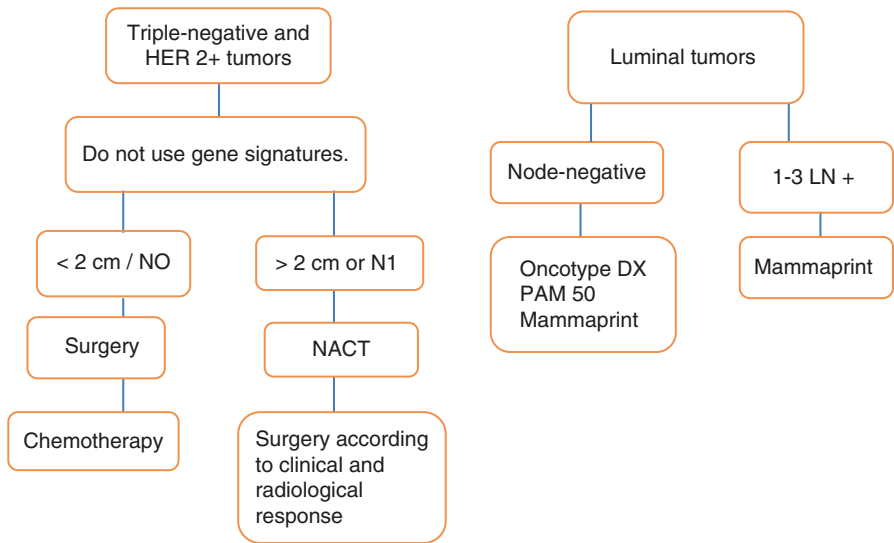 Triple-negative and
HER 2+ tumors
Do not use gene signatures.
< 2 cm / NO
> 2 cm or N1
Surgery
NACT
Chemotherapy
Surgery according
to clinical and
radiological
response
Luminal tumors
Node-negative
1-3 LN +
Oncotype DX
PAM 50
Mammaprint
Mammaprint